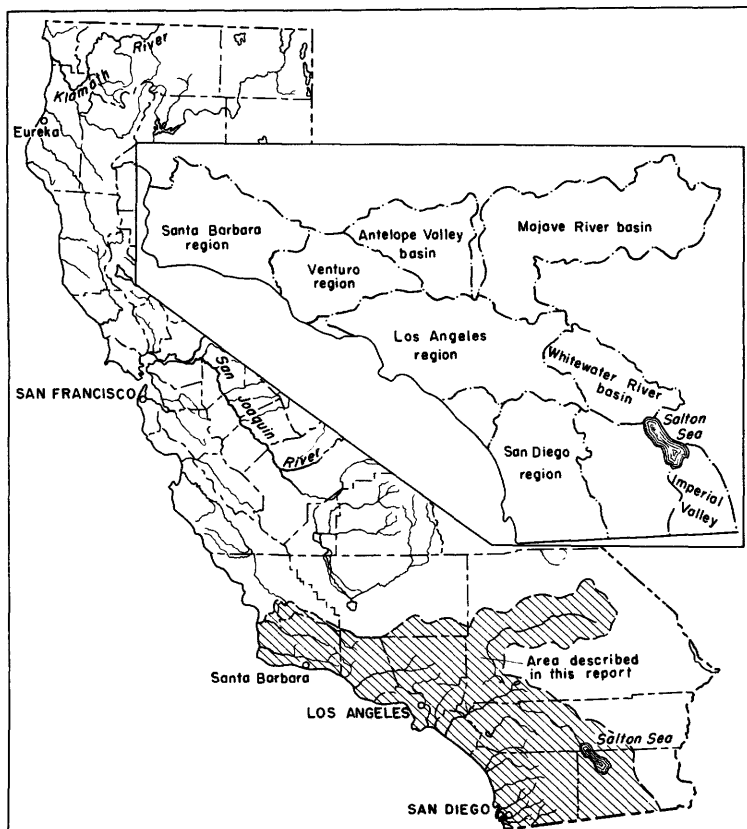 River
Klamath
Eureka
Santa Barbara
region
Antelope Valley
basin
Mojave River basin
Venturo
region
Los Angeles
region
Whitewater River
basin
Salton
Sea
San Diego
region
Imperial
Valley
SAN FRANCISCO
San
Joaquin
River
Area described
in this report
Santa Barbara
LOS ANGELES
Salton Sea
SAN DIEGO